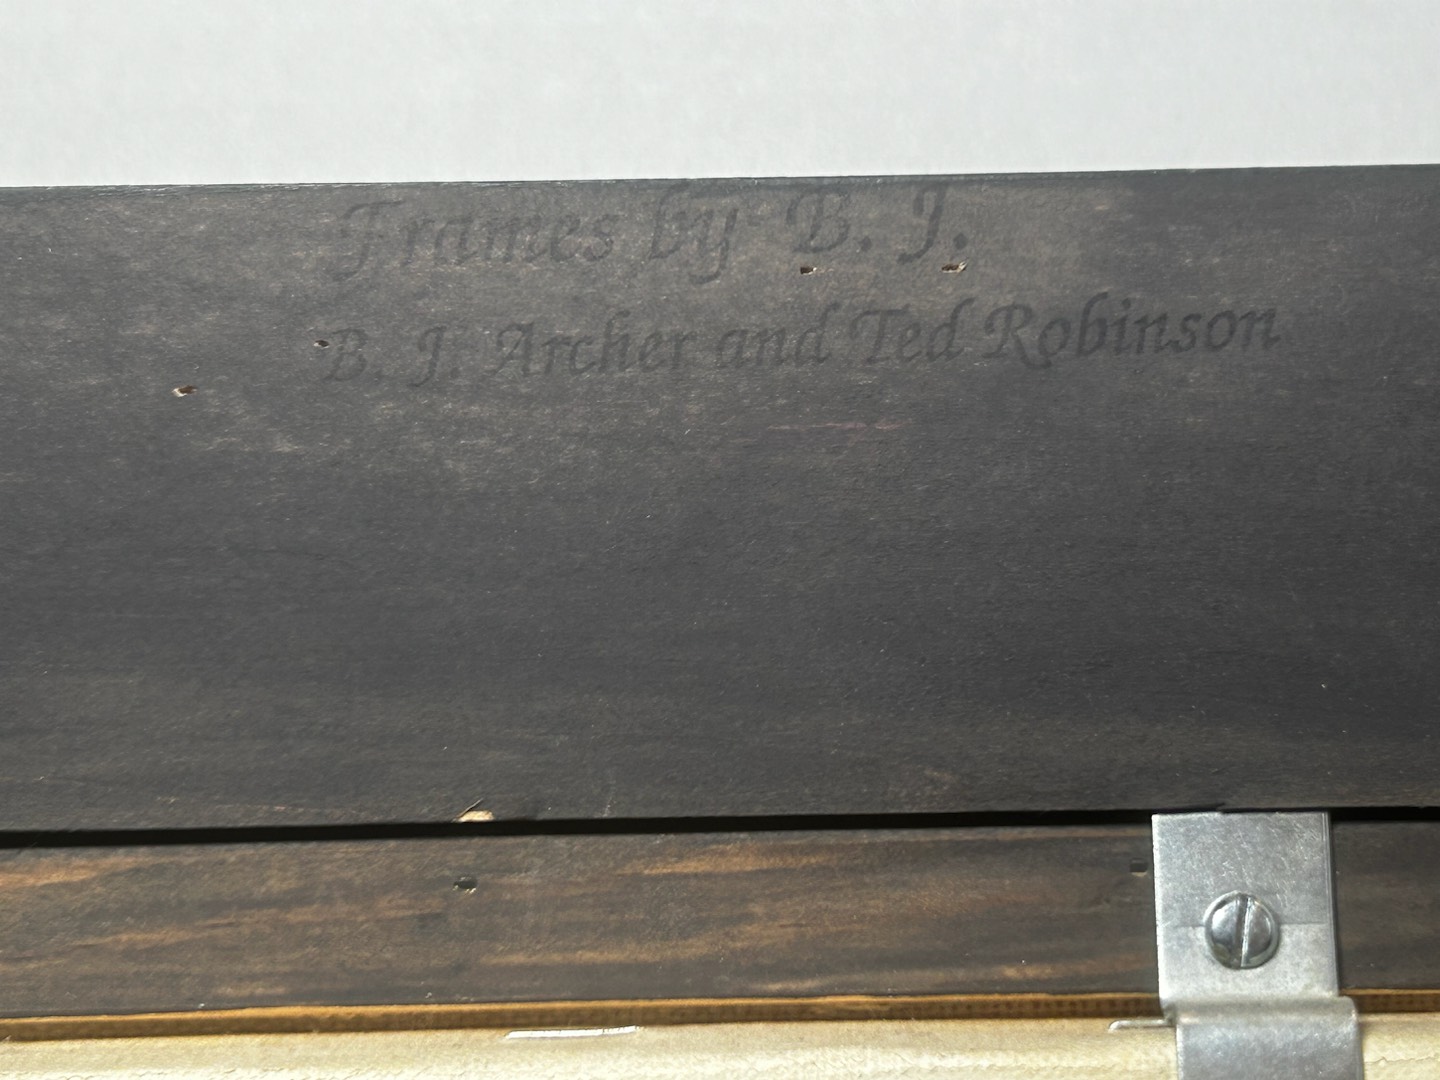 Frames by B. J.
B. J. Archer and Ted Robinson